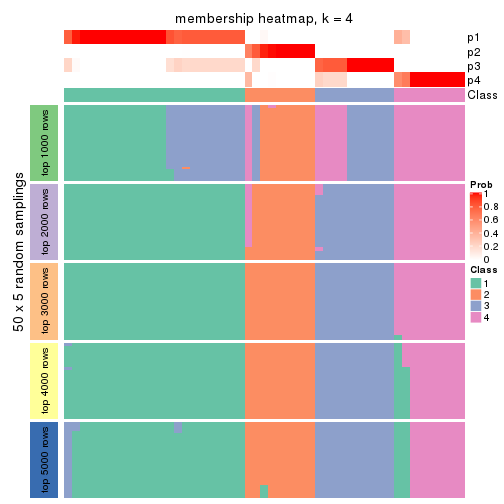 membership heatmap, k = 4
p1
p2
p3
p4
Class
50 x 5 random samplings
top 1000 rows
top 2000 rows
top 3000 rows
top 4000 rows
top 5000 rows
Prob
1
0.8
0.6
0.4
0.2
0
Class
1
2
3
4